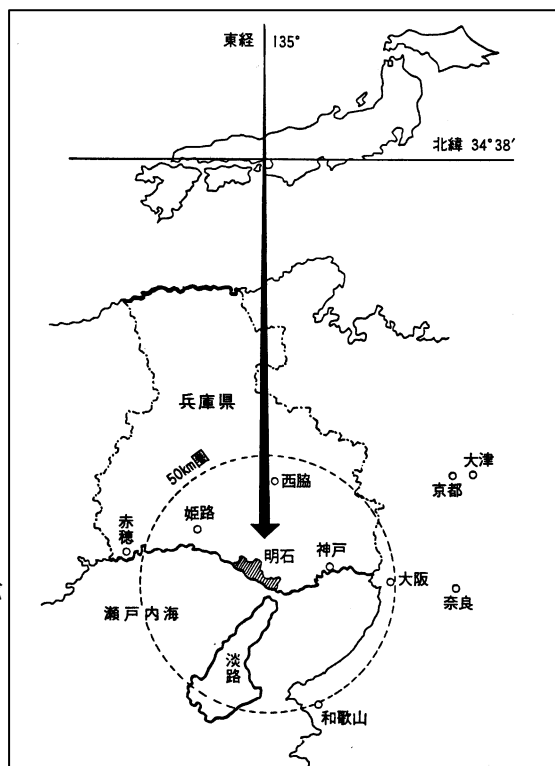 東経 135°
北緯 34°38′
兵庫県
50km圏
西脇
大津
京都
姫路
赤穂
明石
神戸
大阪
奈良
瀬戸内海
淡路
和歌山